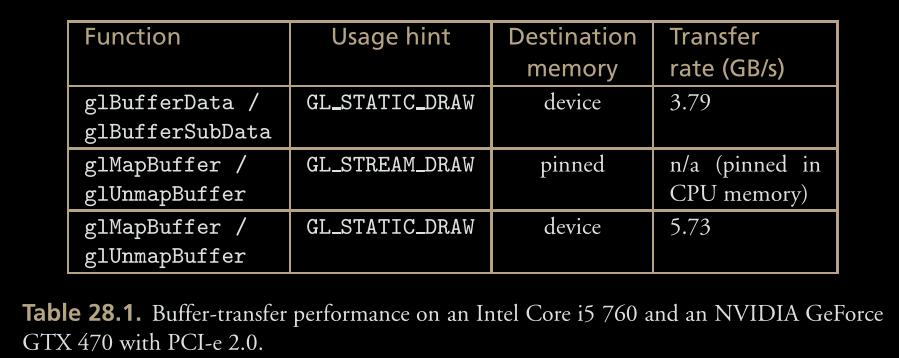 Function Usage hint Destination Transfer
memory rate (GB/s)
glBufferData / GL_STATIC_DRAW device 3.79
glBufferSubData
glMapBuffer / GL_STREAM_DRAW pinned n/a (pinned in
glUnmapBuffer CPU memory)
glMapBuffer / GL_STATIC_DRAW device 5.73
glUnmapBuffer
Table 28.1. Buffer-transfer performance on an Intel Core i5 760 and an NVIDIA GeForce
GTX 470 with PCI-e 2.0.